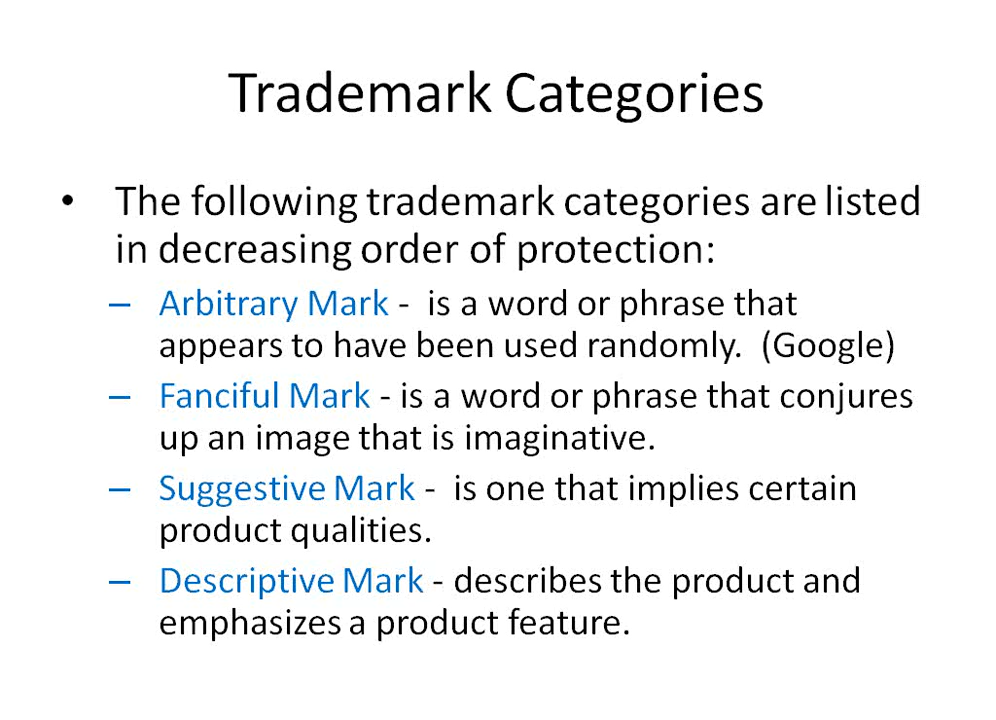 Trademark Categories
• The following trademark categories are listed
in decreasing order of protection:
– Arbitrary Mark - is a word or phrase that
appears to have been used randomly. (Google)
– Fanciful Mark - is a word or phrase that conjures
up an image that is imaginative.
– Suggestive Mark - is one that implies certain
product qualities.
– Descriptive Mark - describes the product and
emphasizes a product feature.